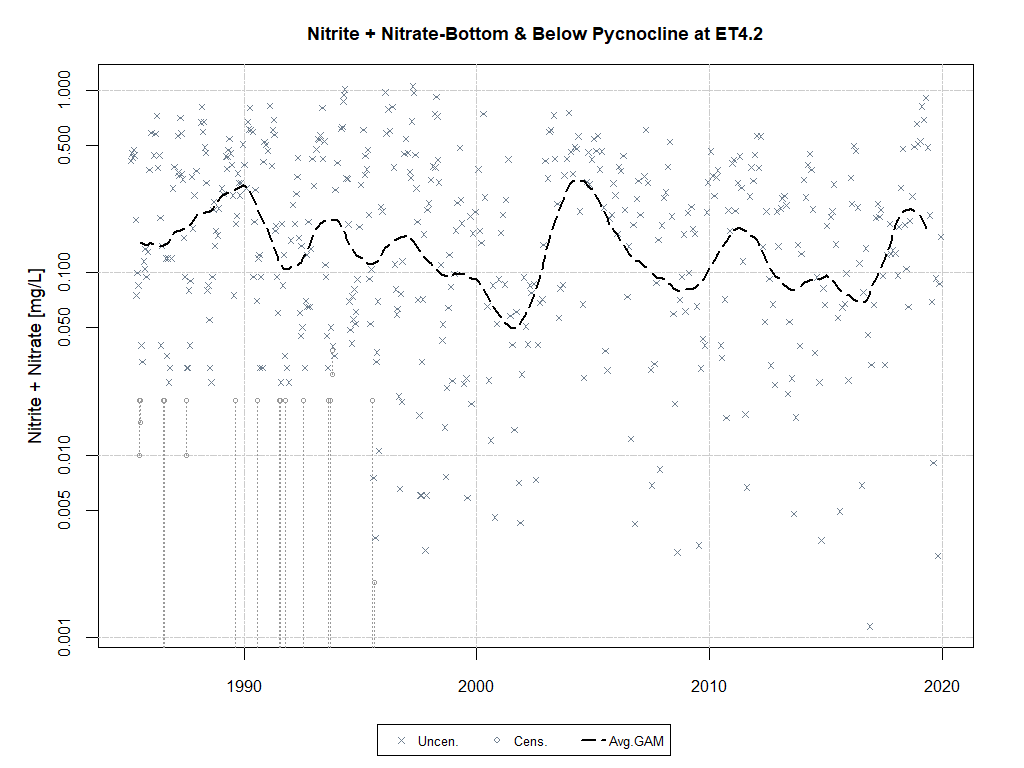 Nitrite + Nitrate-Bottom & Below Pycnocline at ET4.2
Nitrite + Nitrate [mg/L]
1.000
0.500
0.100
0.050
0.010
0.005
0.001
1990 2000 2010 2020
Uncen. Cens. Avg.GAM